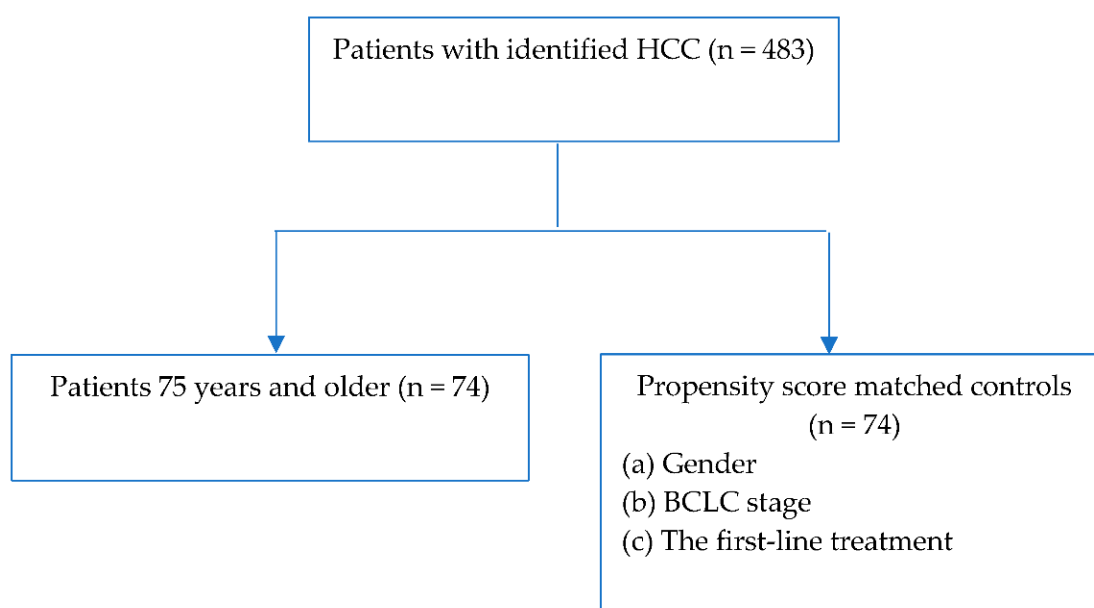 Patients with identified HCC (n = 483)
Patients 75 years and older (n = 74)
Propensity score matched controls
(n = 74)
(a) Gender
(b) BCLC stage
(c) The first-line treatment